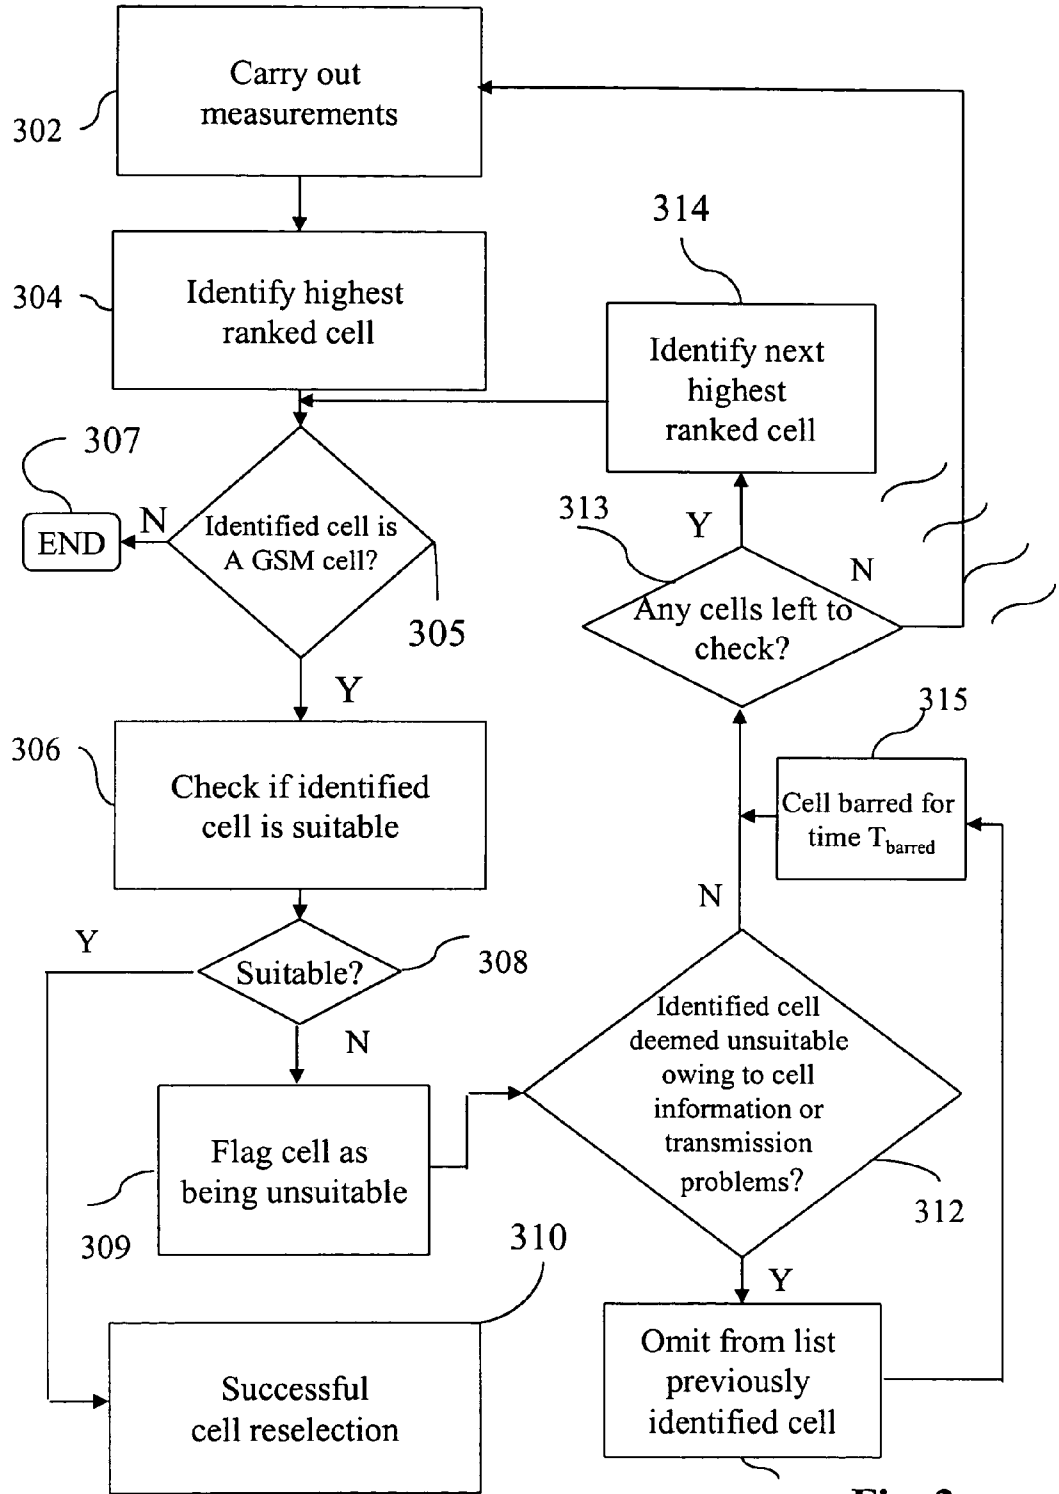 Carry out
measurements
302
314
304
Identify highest
ranked cell
Identify next
highest
ranked cell
307
END
N
Identified cell is
A GSM cell?
305
313
Y
N
Any cells left to
check?
Y
315
306
Check if identified
cell is suitable
Cell barred for
time Tbarred
N
Y
Suitable?
308
N
Identified cell
deemed unsuitable
owing to cell
information or
transmission
problems?
312
Flag cell as
being unsuitable
309
310
Y
Omit from list
previously
identified cell
Successful
cell reselection